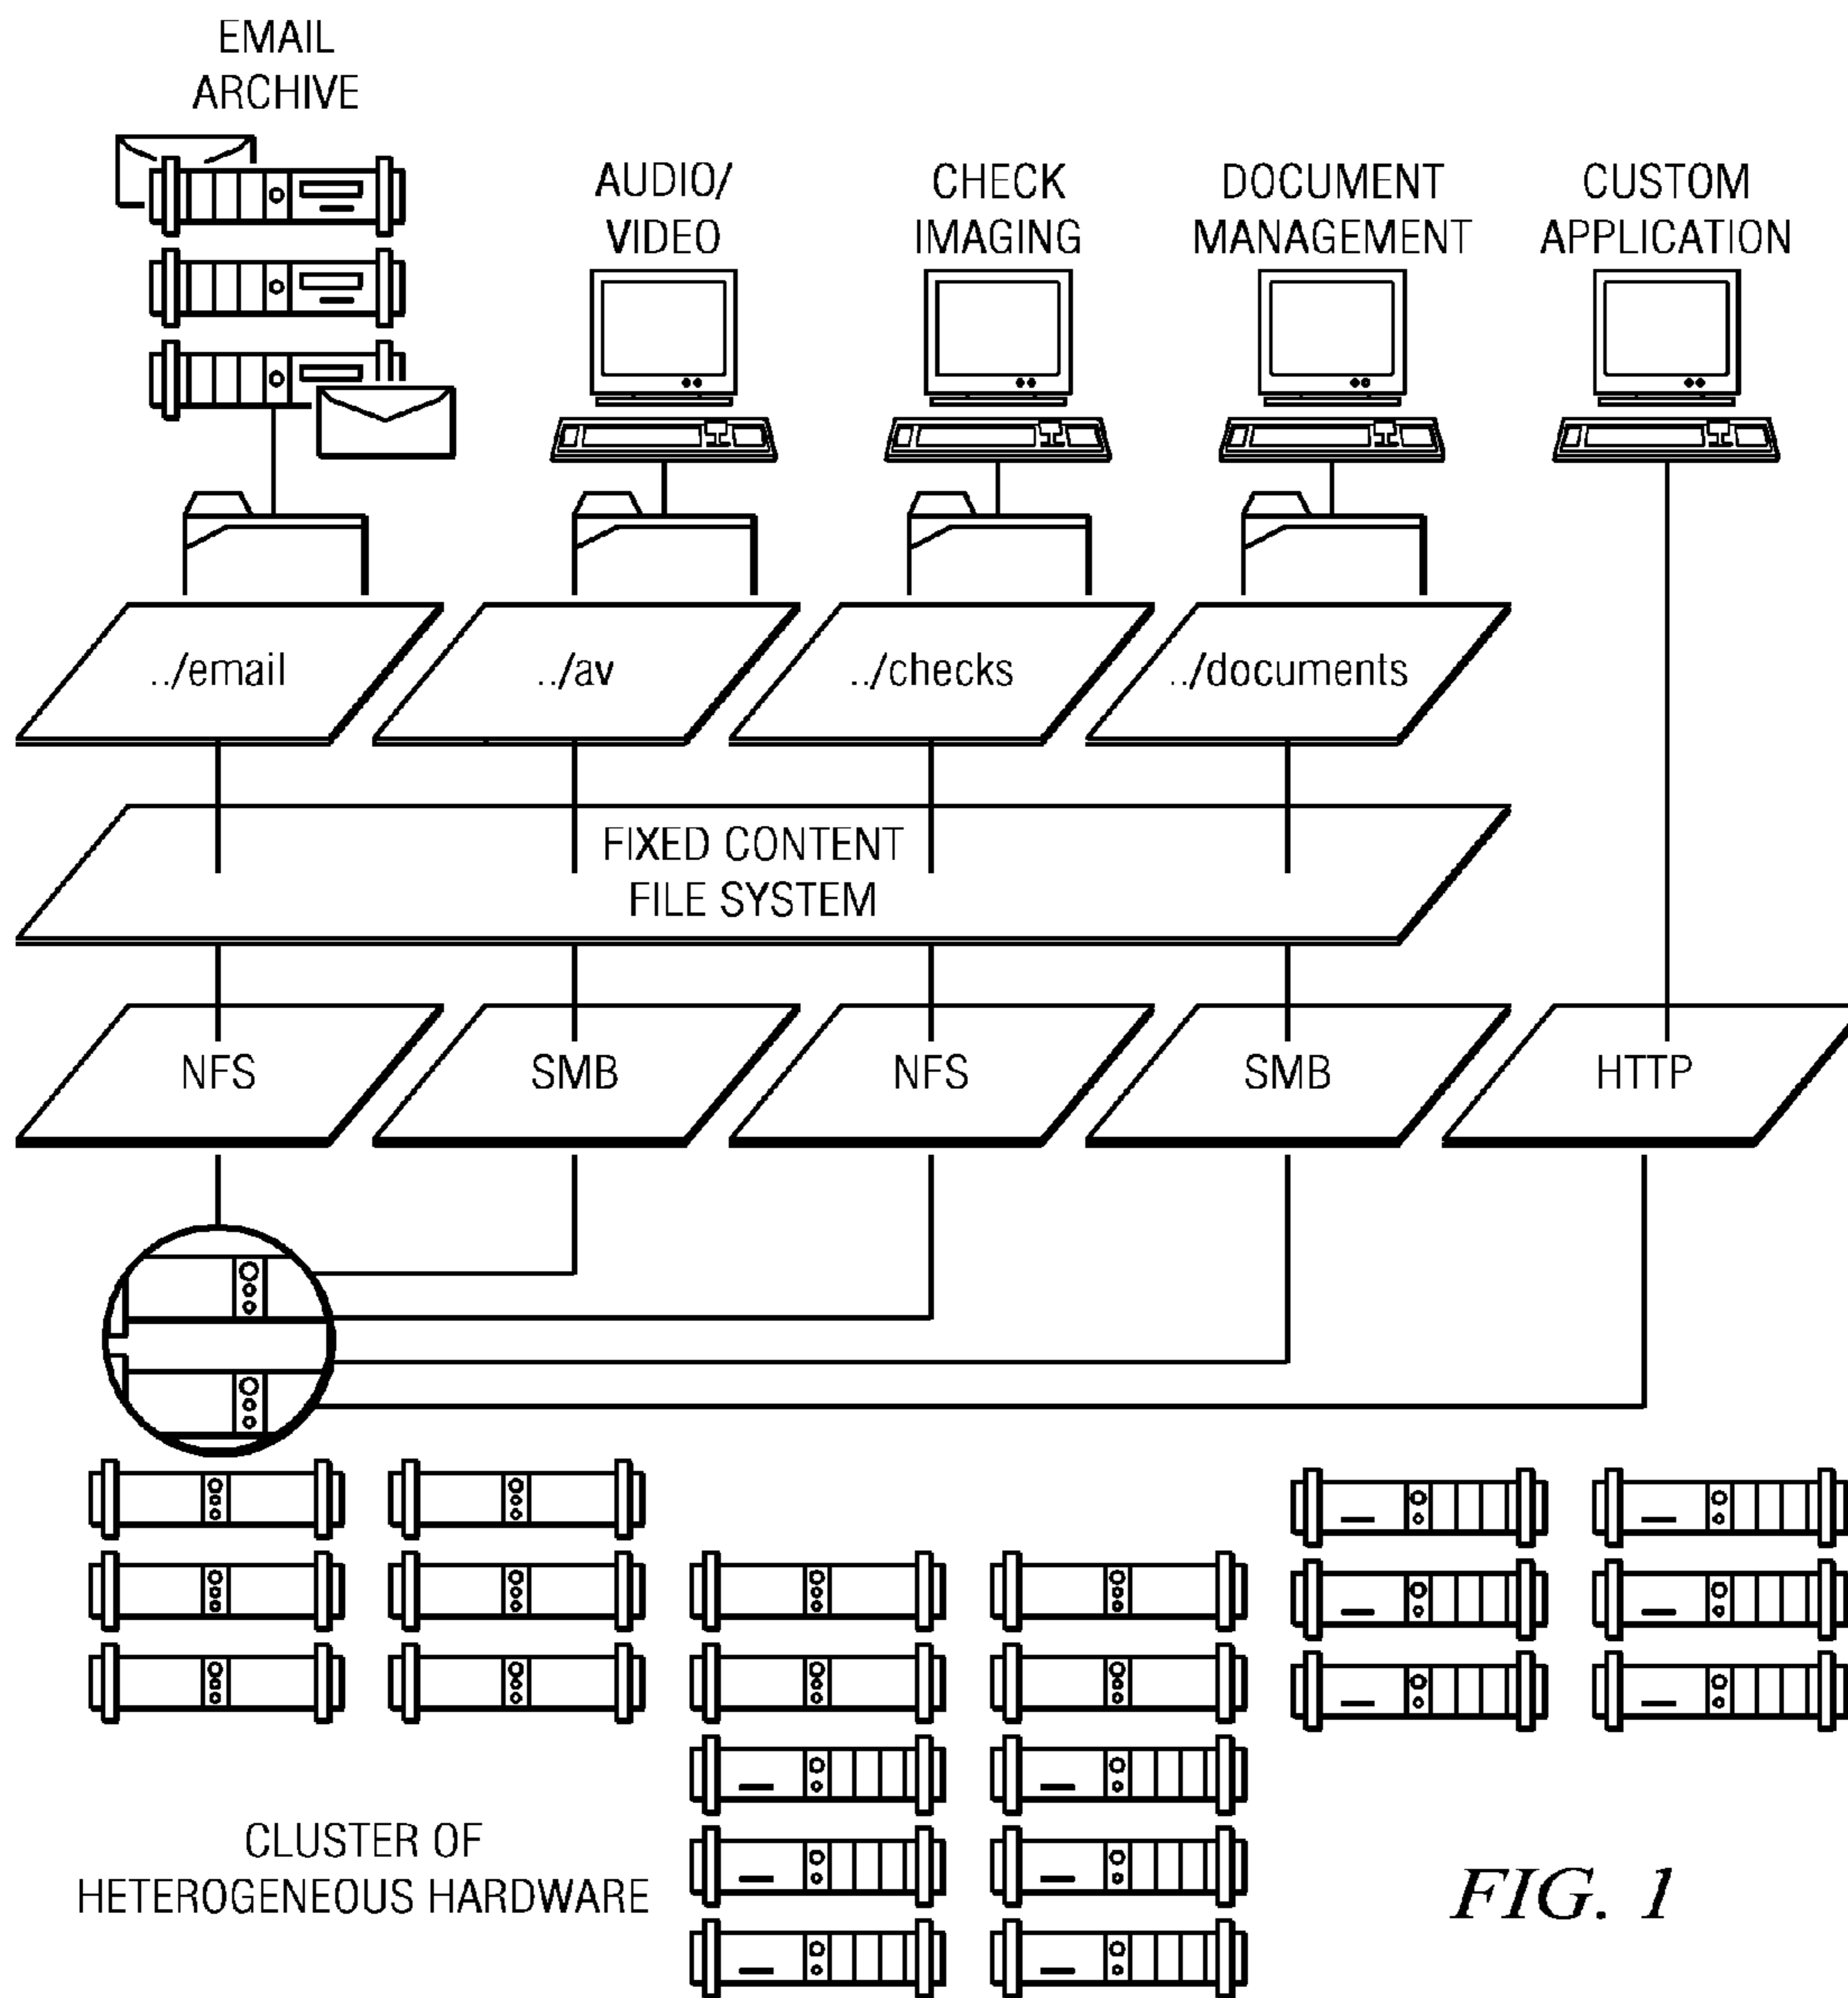 EMAIL
ARCHIVE
AUDIO/
VIDEO
CHECK
IMAGING
DOCUMENT
MANAGEMENT
CUSTOM
APPLICATION
../email
../av
../checks
../documents
FIXED CONTENT
FILE SYSTEM
NFS
SMB
NFS
SMB
HTTP
CLUSTER OF
HETEROGENEOUS HARDWARE
FIG. 1